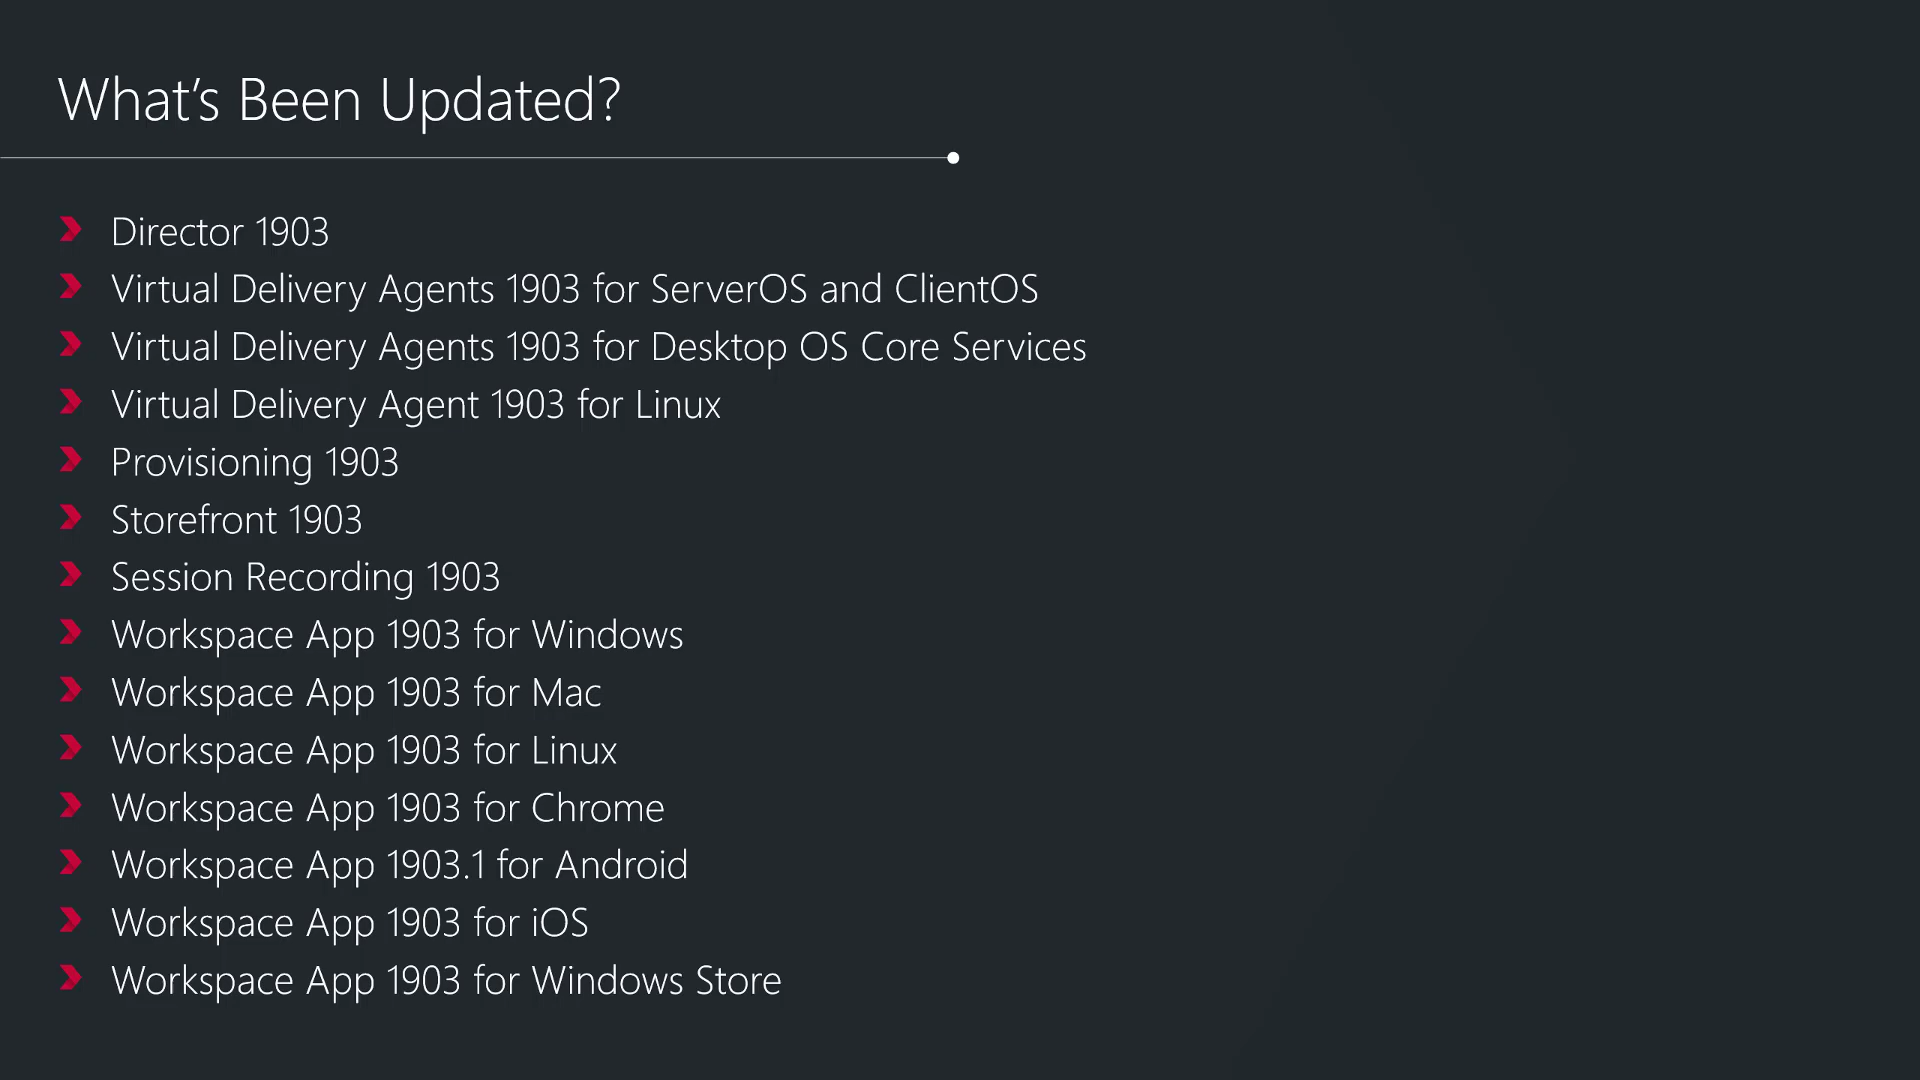 What's Been Updated?
Director 1903
Virtual Delivery Agents 1903 for ServerOS and ClientOS
Virtual Delivery Agents 1903 for Desktop OS Core Services
Virtual Delivery Agent 1903 for Linux
Provisioning 1903
Storefront 1903
Session Recording 1903
Workspace App 1903 for Windows
Workspace App 1903 for Mac
Workspace App 1903 for Linux
Workspace App 1903 for Chrome
Workspace App 1903.1 for Android
Workspace App 1903 for iOS
Workspace App 1903 for Windows Store